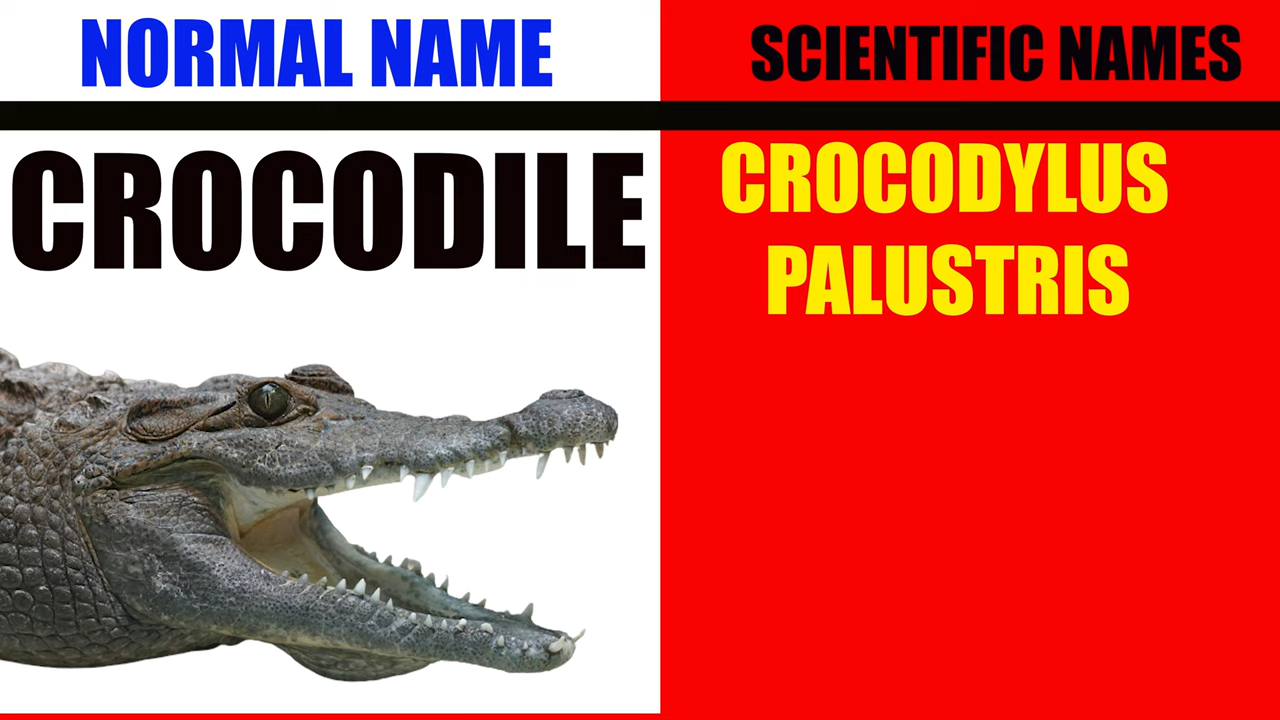 NORMAL NAME
SCIENTIFIC NAMES
CROCODILE
CROCODYLUS
PALUSTRIS